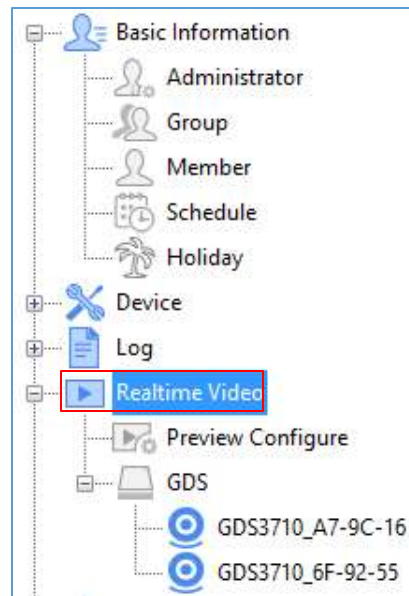 Basic Information
Administrator
Group
Member
Schedule
Holiday
Device
Log
Realtime Video
Preview Configure
GDS
GDS3710_A7-9C-16
GDS3710_6F-92-55